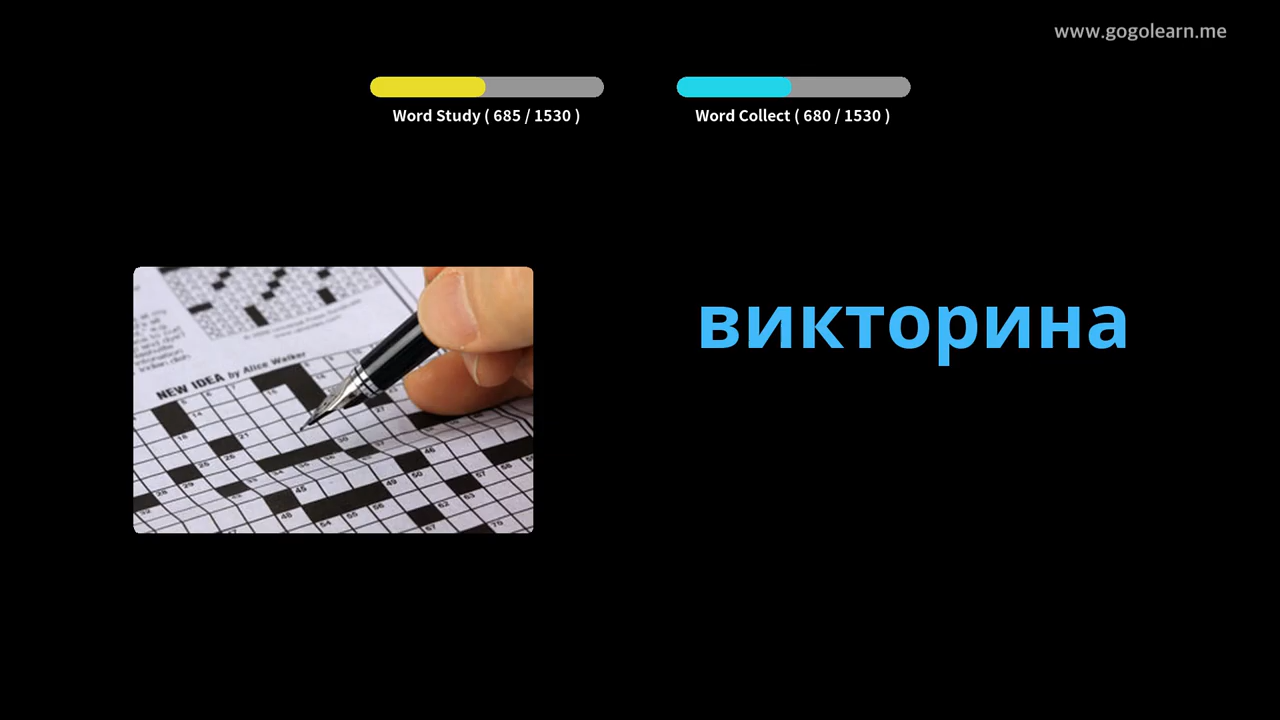 www.gogolearn.me
Word Study ( 685 / 1530 )
Word Collect ( 680 / 1530 )
викторина
NEW IDEA by Alice Walker